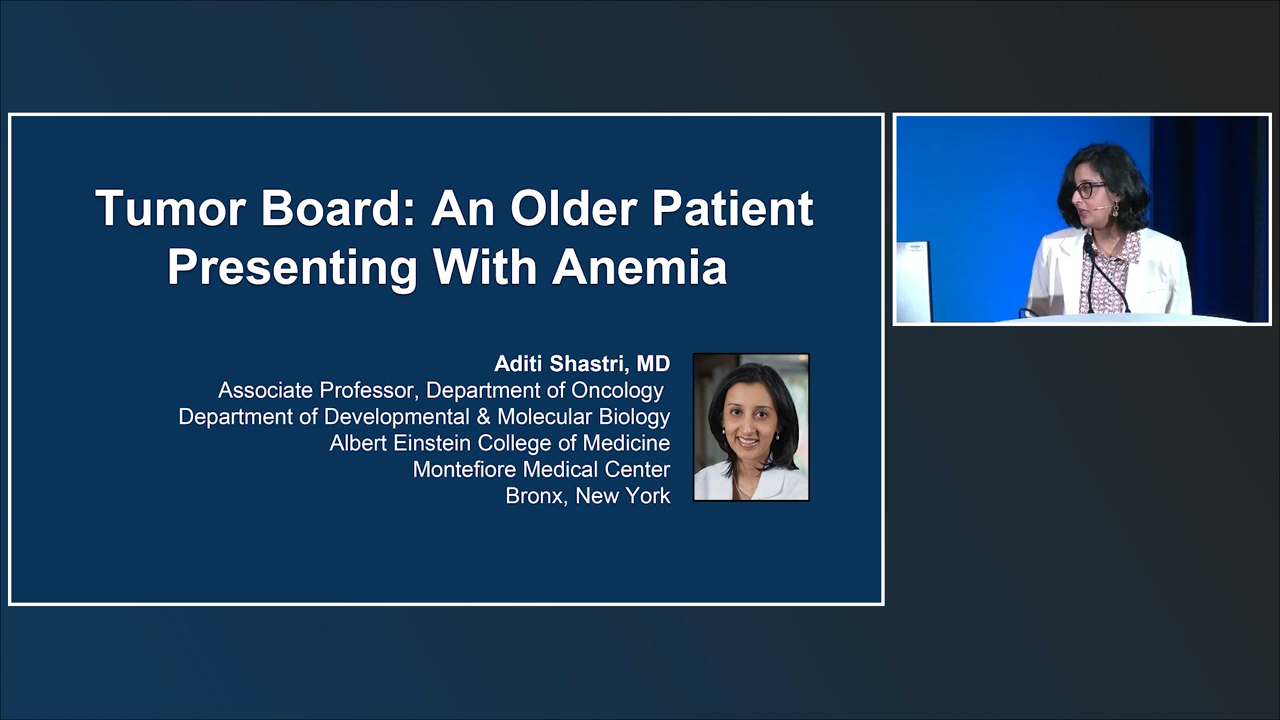 Tumor Board: An Older Patient
Presenting With Anemia
Aditi Shastri, MD
Associate Professor, Department of Oncology
Department of Developmental & Molecular Biology
Albert Einstein College of Medicine
Montefiore Medical Center
Bronx, New York